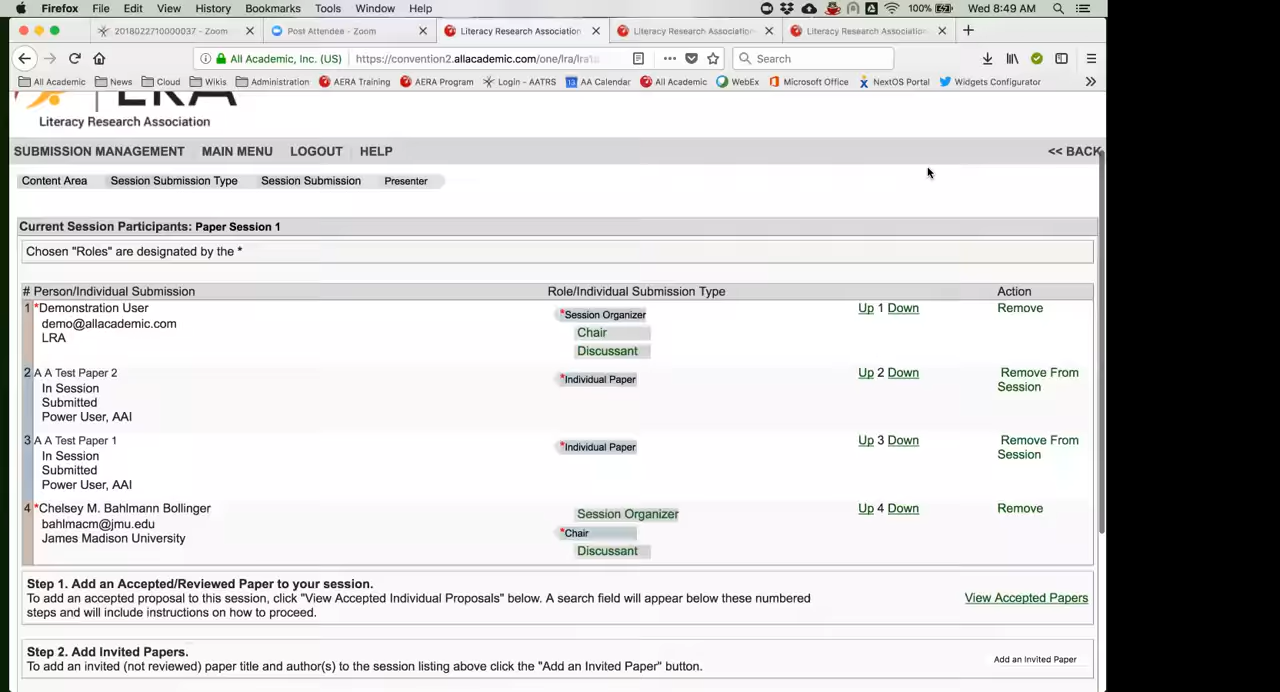 Firefox File Edit View History Bookmarks Tools Window Help 100% Wed 8:49 AM
2018022710000037 - Zoom Post Attendee - Zoom Literacy Research Association Literacy Research Association Literacy Research Association
All Academic, Inc. (US) https://convention2.allacademic.com/one/lra/lra1 Search
All Academic News Cloud Wikis Administration AERA Training AERA Program Login - AATRS AA Calendar All Academic WebEx Microsoft Office NextOS Portal Widgets Configurator
LRA
Literacy Research Association
SUBMISSION MANAGEMENT MAIN MENU LOGOUT HELP << BACK
Content Area Session Submission Type Session Submission Presenter
Current Session Participants: Paper Session 1
Chosen "Roles" are designated by the *
# Person/Individual Submission Role/Individual Submission Type Action
1 *Demonstration User *Session Organizer Up 1 Down Remove
demo@allacademic.com Chair
LRA Discussant
2 A A Test Paper 2 *Individual Paper Up 2 Down Remove From
In Session Session
Submitted
Power User, AAI
3 A A Test Paper 1 *Individual Paper Up 3 Down Remove From
In Session Session
Submitted
Power User, AAI
4 *Chelsey M. Bahlmann Bollinger Session Organizer Up 4 Down Remove
bahlmacm@jmu.edu *Chair
James Madison University Discussant
Step 1. Add an Accepted/Reviewed Paper to your session.
To add an accepted proposal to this session, click "View Accepted Individual Proposals" below. A search field will appear below these numbered View Accepted Papers
steps and will include instructions on how to proceed.
Step 2. Add Invited Papers.
To add an invited (not reviewed) paper title and author(s) to the session listing above click the "Add an Invited Paper" button. Add an Invited Paper